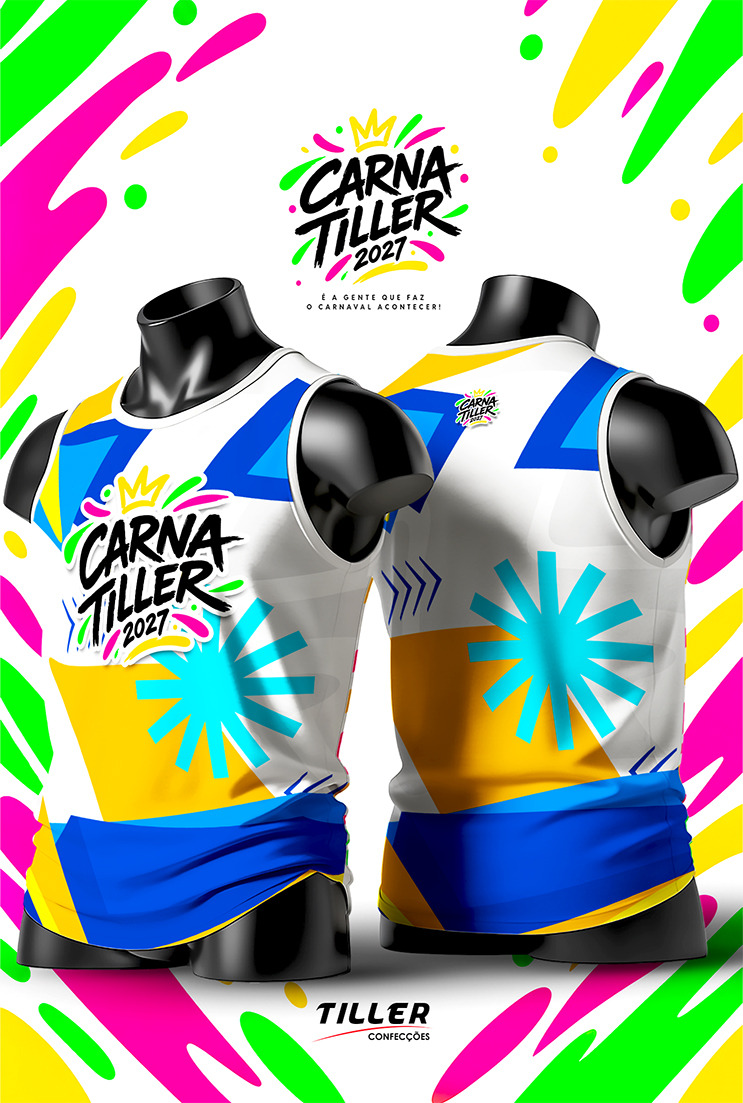 CARNA
TILLER
2027
É A GENTE QUE FAZ
O CARNAVAL ACONTECER!
CARNA
TILLER
2027
CARNA
TILLER
2027
TILLER
CONFECÇÕES